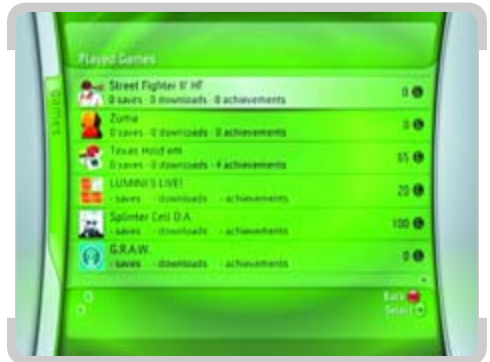 Played Games
Games
Street Fighter II' HF
0 saves · 0 downloads · 0 achievements
0 G
Zuma
0 saves · 0 downloads · 0 achievements
0 G
Texas Hold'em
0 saves · 0 downloads · 4 achievements
65 G
LUMINES LIVE!
- saves · - downloads · - achievements
20 G
Splinter Cell D.A.
- saves · - downloads · - achievements
100 G
G.R.A.W.
- saves · - downloads · - achievements
0 G
Back
Select